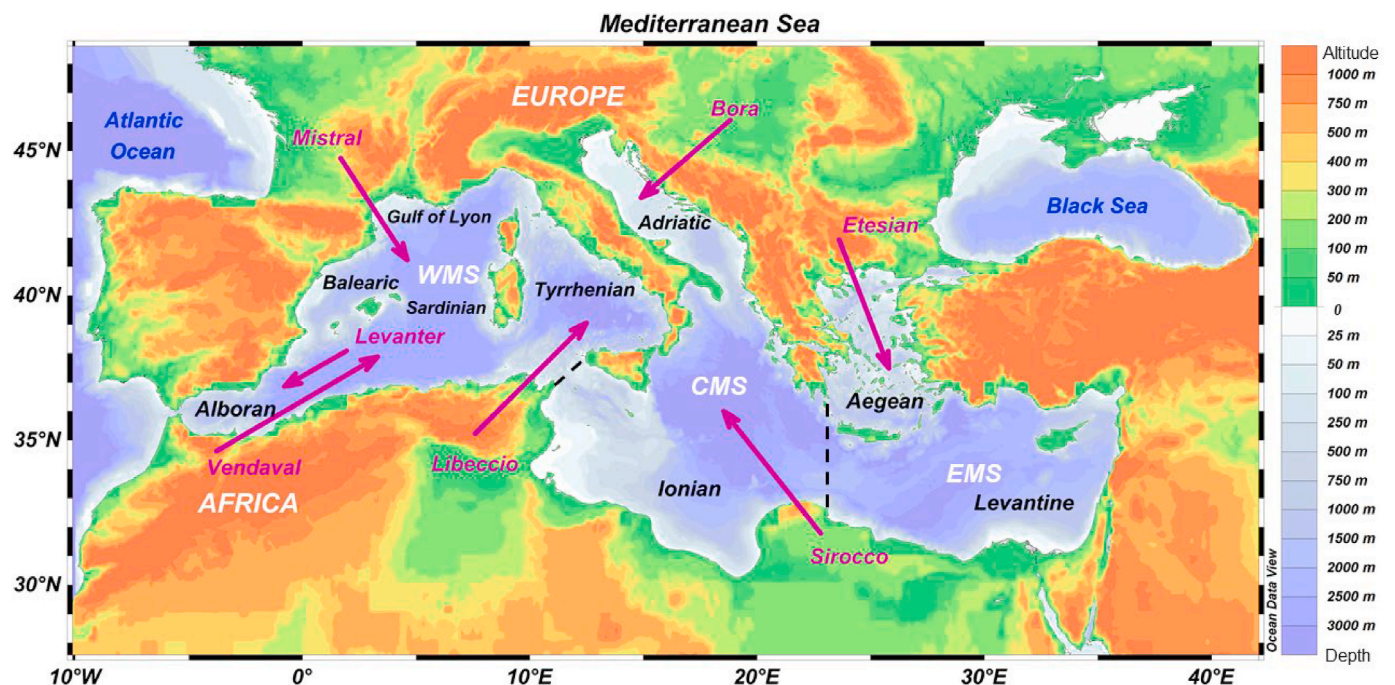 Mediterranean Sea
Altitude
EUROPE
Bora
Atlantic
Ocean
Mistral
45°N
Gulf of Lyon
Adriatic
Etesian
Black Sea
WMS
Balearic
Sardinian
Tyrrhenian
40°N
Levanter
CMS
Alboran
Aegean
35°N
Vendaval
Libeccio
AFRICA
Ionian
EMS
Levantine
Sirocco
30°N
Ocean Data View
10°W
0°
10°E
20°E
30°E
40°E
1000 m
750 m
500 m
400 m
300 m
200 m
100 m
50 m
0
25 m
50 m
100 m
250 m
500 m
750 m
1000 m
1500 m
2000 m
2500 m
3000 m
Depth